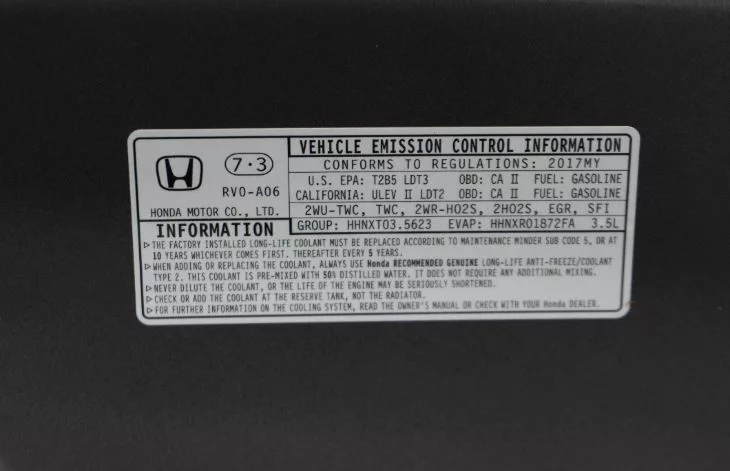 7・3
RV0-A06
HONDA MOTOR CO., LTD.
VEHICLE EMISSION CONTROL INFORMATION
CONFORMS TO REGULATIONS: 2017MY
U.S. EPA: T2B5 LDT3 OBD: CA II FUEL: GASOLINE
CALIFORNIA: ULEV II LDT2 OBD: CA II FUEL: GASOLINE
2WU-TWC, TWC, 2WR-HO2S, 2HO2S, EGR, SFI
GROUP: HHNXT03.5623 EVAP: HHNXR01872FA 3.5L
INFORMATION
▷THE FACTORY INSTALLED LONG-LIFE COOLANT MUST BE REPLACED ACCORDING TO MAINTENANCE MINDER SUB CODE 5, OR AT
10 YEARS WHICHEVER COMES FIRST. THEREAFTER EVERY 5 YEARS.
▷WHEN ADDING OR REPLACING THE COOLANT, ALWAYS USE Honda RECOMMENDED GENUINE LONG-LIFE ANTI-FREEZE/COOLANT
TYPE 2. THIS COOLANT IS PRE-MIXED WITH 50% DISTILLED WATER. IT DOES NOT REQUIRE ANY ADDITIONAL MIXING.
▷NEVER DILUTE THE COOLANT, OR THE LIFE OF THE ENGINE MAY BE SERIOUSLY SHORTENED.
▷CHECK OR ADD THE COOLANT AT THE RESERVE TANK, NOT THE RADIATOR.
▷FOR FURTHER INFORMATION ON THE COOLING SYSTEM, READ THE OWNER'S MANUAL OR CHECK WITH YOUR Honda DEALER.